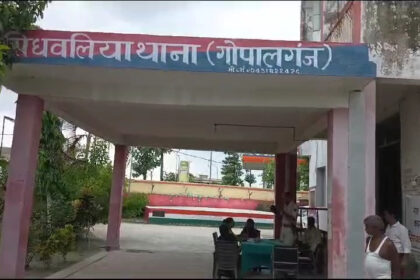 सिधवलिया थाना (गोपालगंज)